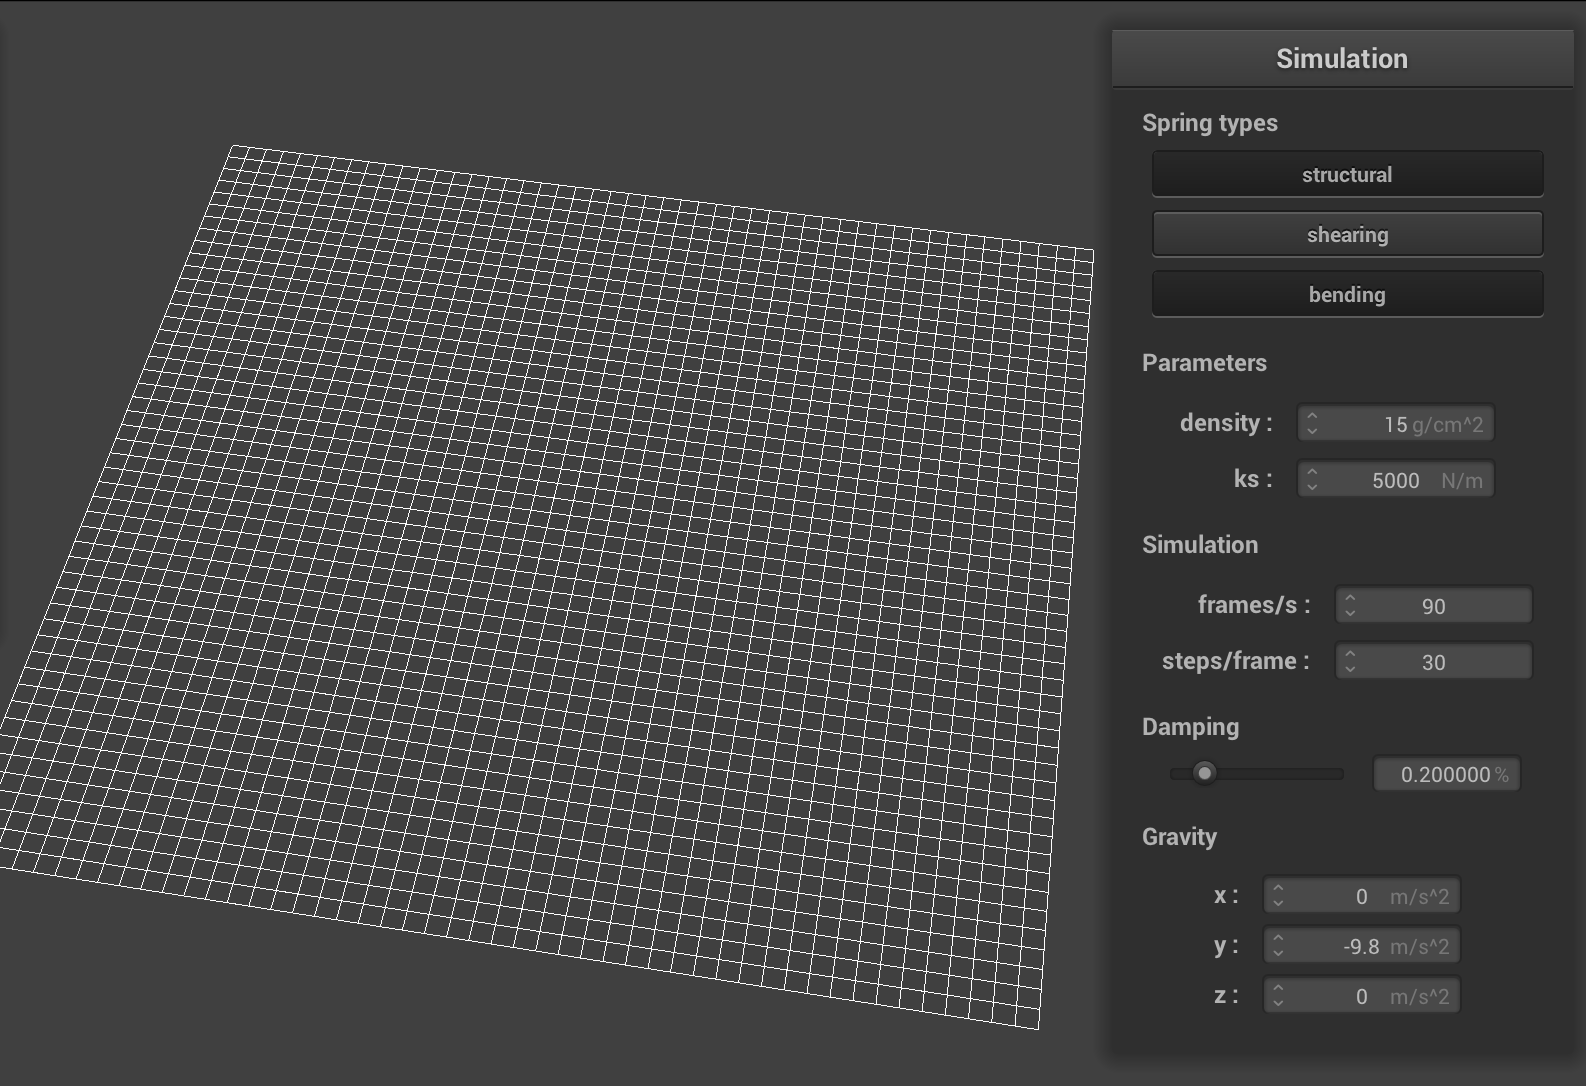 Simulation
Spring types
structural
shearing
bending
Parameters
density : 15 g/cm^2
ks : 5000 N/m
Simulation
frames/s : 90
steps/frame : 30
Damping
0.200000 %
Gravity
x : 0 m/s^2
y : -9.8 m/s^2
z : 0 m/s^2